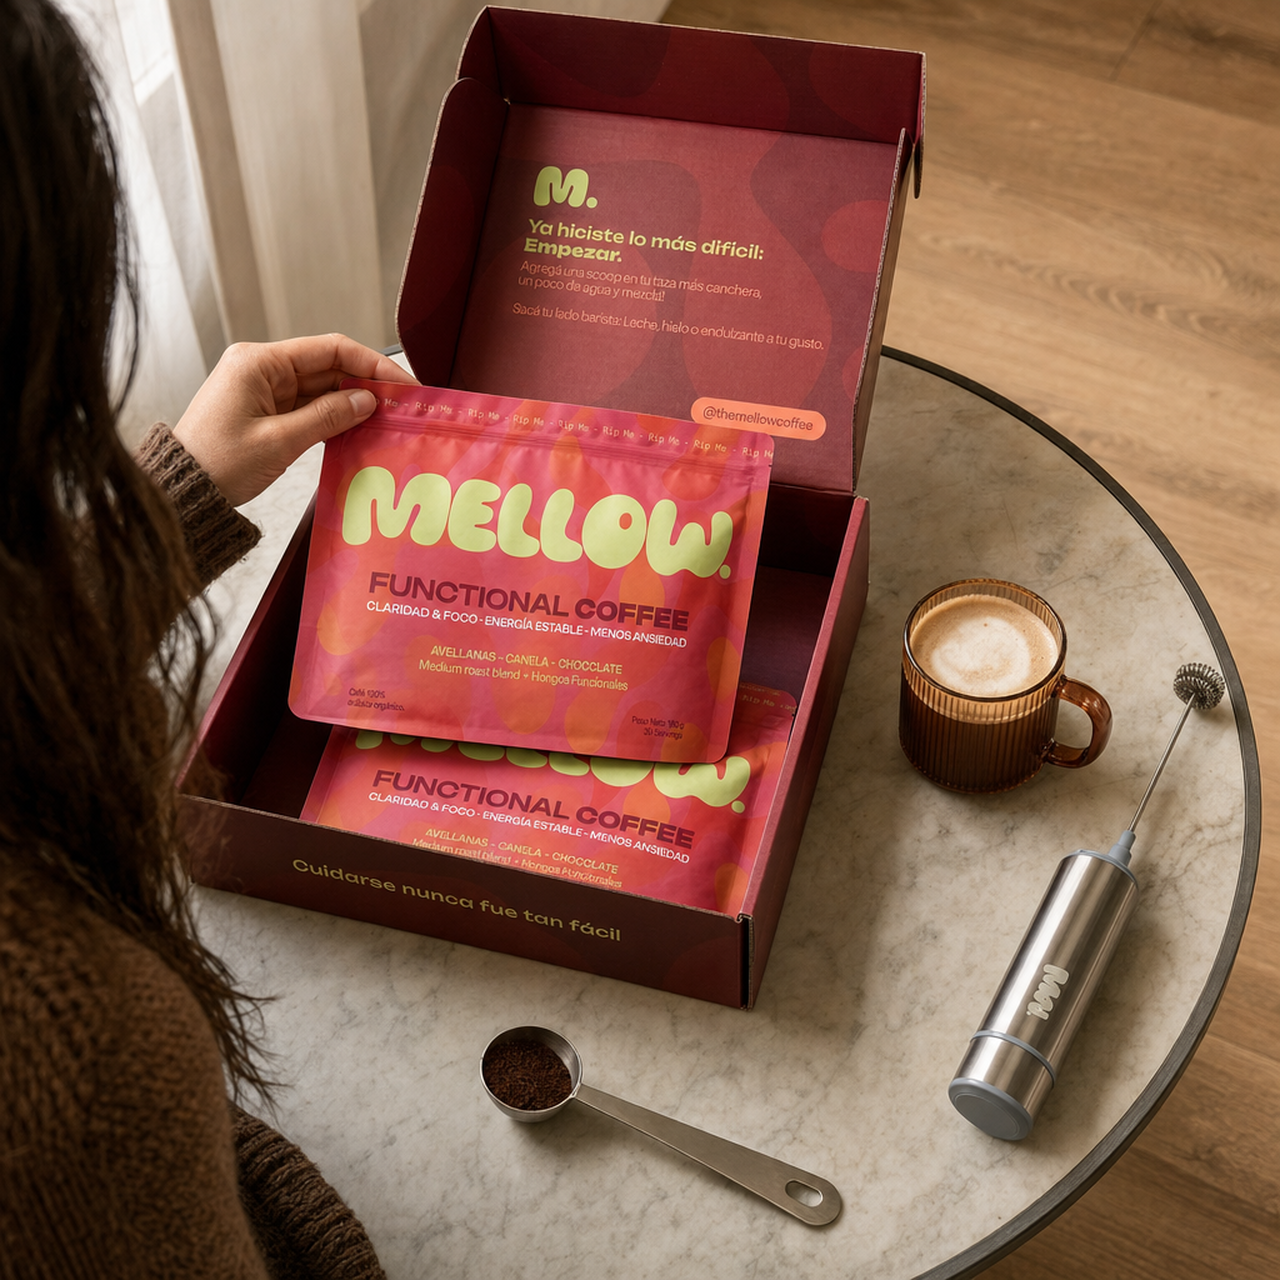 M.
Ya hiciste lo más difícil:
Empezar.
Agregá una scoop en tu taza más canchera,
un poco de agua y mezclá!
Sacá tu lado barista: Leche, hielo o endulzante a tu gusto.
@themellowcoffee
Me - Rip Me - Rip Me - Rip Me - Rip Me - Rip Me - Rip Me - Rip
MELLOW.
FUNCTIONAL COFFEE
CLARIDAD & FOCO - ENERGÍA ESTABLE - MENOS ANSIEDAD
AVELLANAS - CANELA - CHOCOLATE
Medium roast blend + Hongos Funcionales
Café 100%
orgánico.
Peso Neto
Rip Me
MELLOW.
FUNCTIONAL COFFEE
CLARIDAD & FOCO - ENERGÍA ESTABLE - MENOS ANSIEDAD
AVELLANAS - CANELA - CHOCOLATE
Medium roast blend + Hongos Funcionales
Cuidarse nunca fue tan fácil